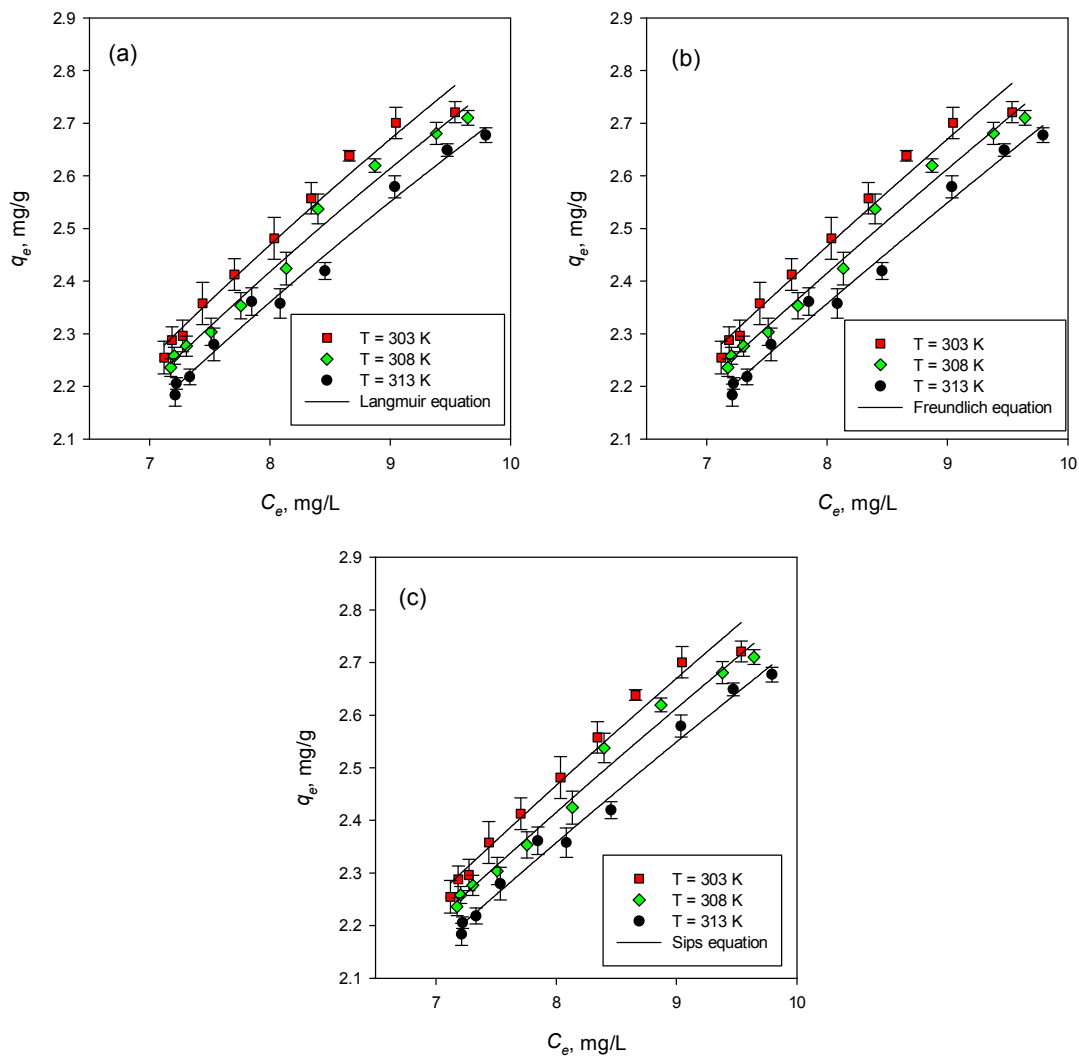 (a)
2.9
2.8
2.7
2.6
2.5
2.4
2.3
2.2
2.1
qe, mg/g
7
8
9
10
Ce, mg/L
T = 303 K
T = 308 K
T = 313 K
Langmuir equation
(b)
2.9
2.8
2.7
2.6
2.5
2.4
2.3
2.2
2.1
qe, mg/g
7
8
9
10
Ce, mg/L
T = 303 K
T = 308 K
T = 313 K
Freundlich equation
(c)
2.9
2.8
2.7
2.6
2.5
2.4
2.3
2.2
2.1
qe, mg/g
7
8
9
10
Ce, mg/L
T = 303 K
T = 308 K
T = 313 K
Sips equation